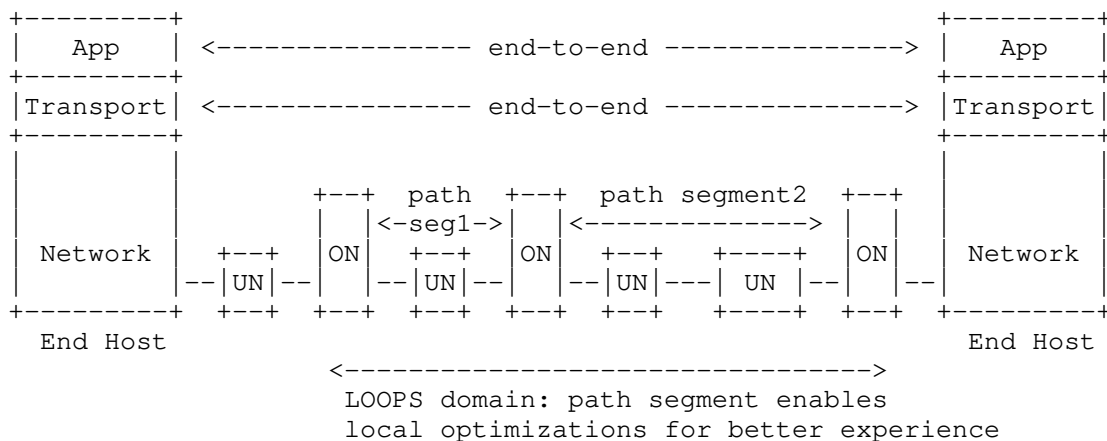 +---------+                                      +---------+
|   App   | <---------------- end-to-end ---------------> |   App   |
+---------+                                      +---------+
|Transport| <---------------- end-to-end ---------------> |Transport|
+---------+                                      +---------+
|         |                                      |         |
|         |        +--+  path  +--+  path segment2  +--+   |         |
|         |        |  |<-seg1->|  |<-------------->  |  |   |         |
| Network |  +--+  |ON|  +--+  |ON|  +--+   +----+  |ON|   | Network |
|         |--|UN|--|  |--|UN|--|  |--|UN|---| UN |--|  |--|         |
+---------+  +--+  +--+  +--+  +--+  +--+   +----+  +--+  +---------+
End Host                                            End Host
<---------------------------------->
LOOPS domain: path segment enables
local optimizations for better experience